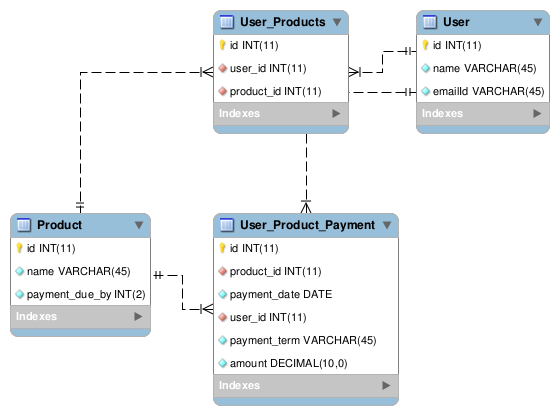 User_Products
id INT(11)
user_id INT(11)
product_id INT(11)
Indexes
User
id INT(11)
name VARCHAR(45)
emailId VARCHAR(45)
Indexes
Product
id INT(11)
name VARCHAR(45)
payment_due_by INT(2)
Indexes
User_Product_Payment
id INT(11)
product_id INT(11)
payment_date DATE
user_id INT(11)
payment_term VARCHAR(45)
amount DECIMAL(10,0)
Indexes